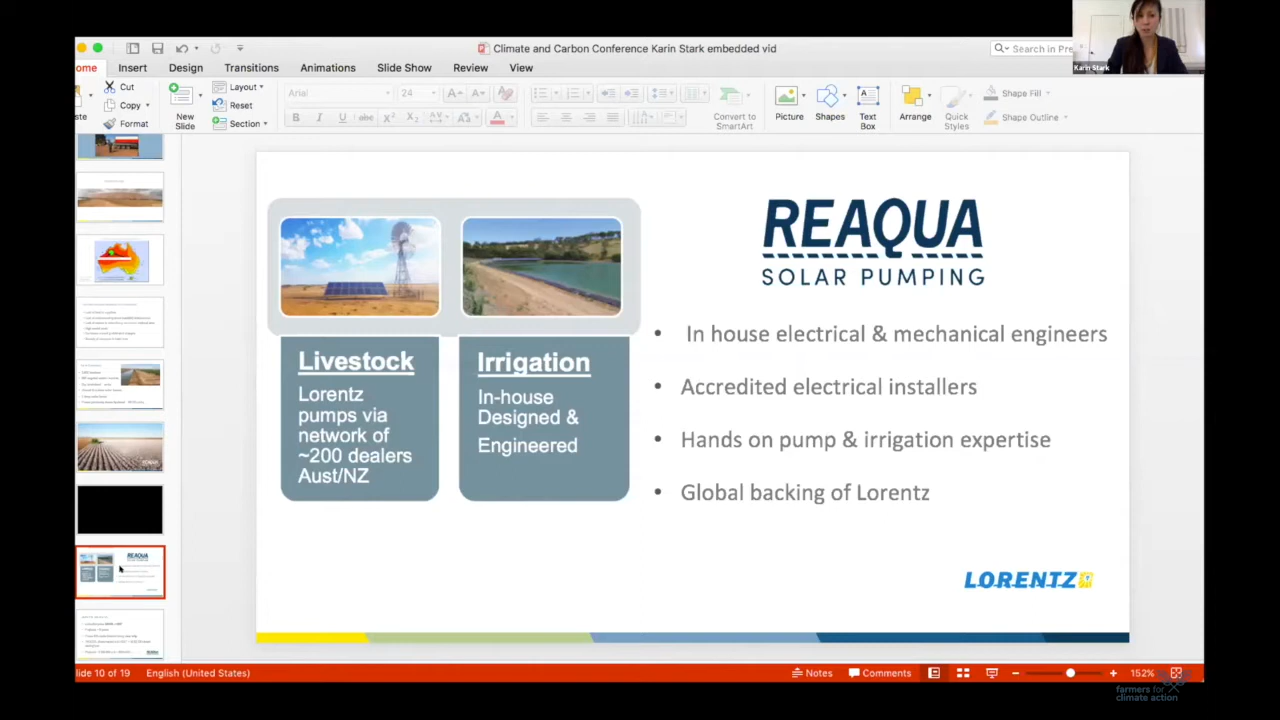 Climate and Carbon Conference Karin Stark embedded vid
Search in Pre
Karin Stark
ome
Insert
Design
Transitions
Animations
Slide Show
Review
View
Cut
Copy
Format
New
Slide
Layout
Reset
Section
Arial
24
Convert to
SmartArt
Picture
Shapes
Text
Box
Arrange
Quick
Styles
Shape Fill
Shape Outline
Livestock
Lorentz
pumps via
network of
~200 dealers
Aust/NZ
Irrigation
In-house
Designed &
Engineered
REAQUA
SOLAR PUMPING
• In house electrical & mechanical engineers
• Accredited electrical installers
• Hands on pump & irrigation expertise
• Global backing of Lorentz
LORENTZ
lide 10 of 19
English (United States)
Notes
Comments
152%
farmers for
climate action